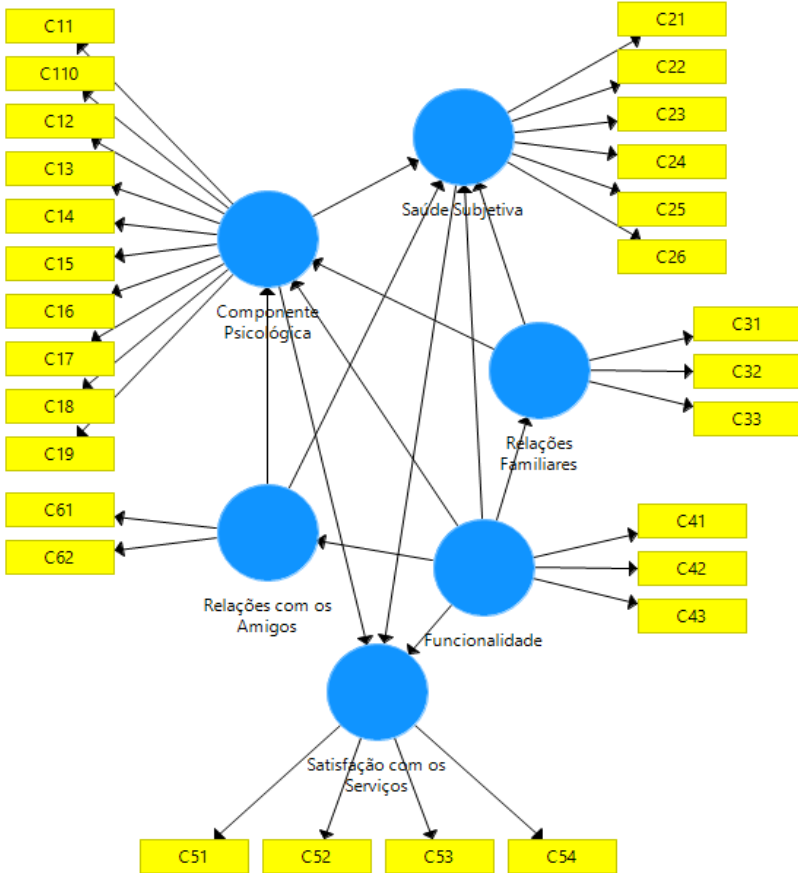 C11
C110
C12
C13
C14
C15
C16
C17
C18
C19
C21
C22
C23
C24
C25
C26
Saúde Subjetiva
Componente
Psicológica
C31
C32
C33
Relações
Familiares
C61
C62
Relações com os
Amigos
C41
C42
C43
Funcionalidade
Satisfação com os
Serviços
C51
C52
C53
C54